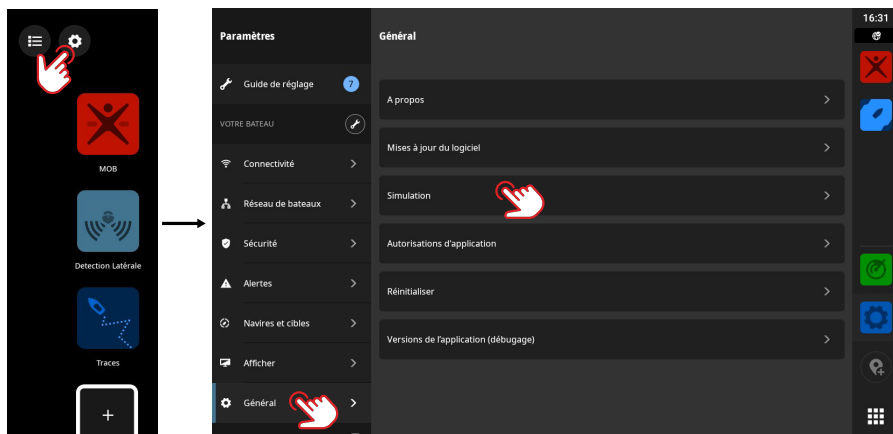 MOB
Detection Latérale
Traces
Paramètres
Guide de réglage
7
VOTRE BATEAU
Connectivité
Réseau de bateaux
Sécurité
Alertes
Navires et cibles
Afficher
Général
Général
A propos
Mises à jour du logiciel
Simulation
Autorisations d'application
Réinitialiser
Versions de l'application (débugage)
16:31